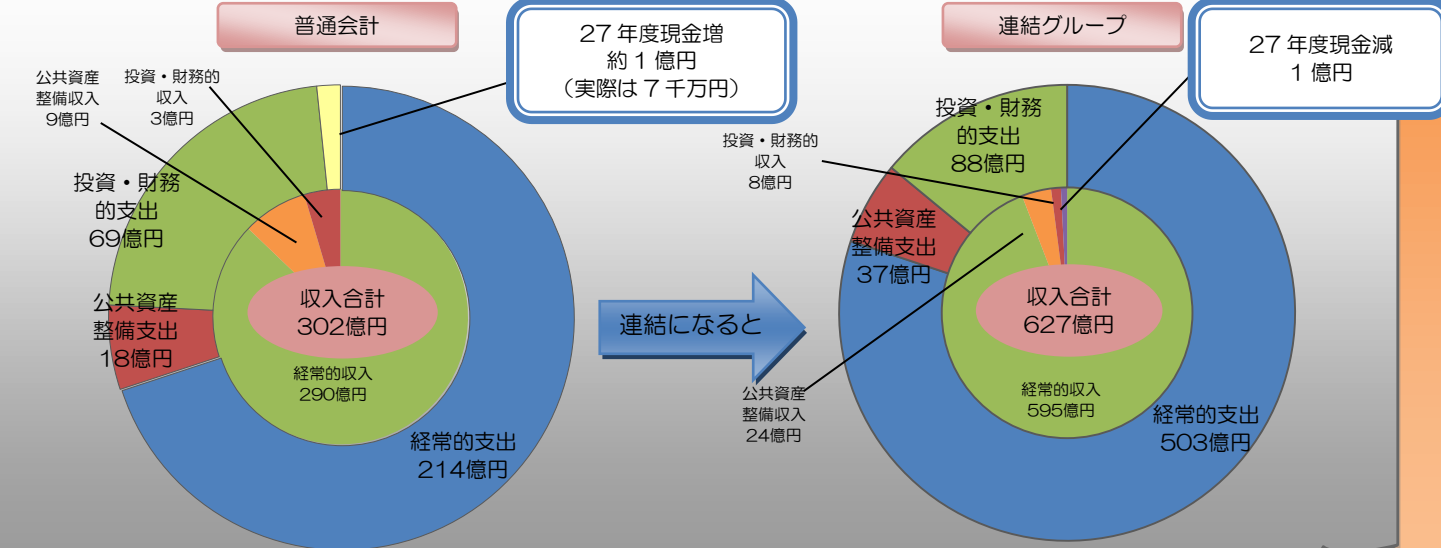 普通会計
27年度現金増
約1億円
(実際は7千万円)
公共資産
整備収入
9億円
投資・財務的
収入
3億円
投資・財務
的支出
69億円
公共資産
整備支出
18億円
収入合計
302億円
経常的収入
290億円
経常的支出
214億円
連結になると
連結グループ
27年度現金減
1億円
投資・財務的
収入
8億円
投資・財務
的支出
88億円
公共資産
整備支出
37億円
収入合計
627億円
公共資産
整備収入
24億円
経常的収入
595億円
経常的支出
503億円